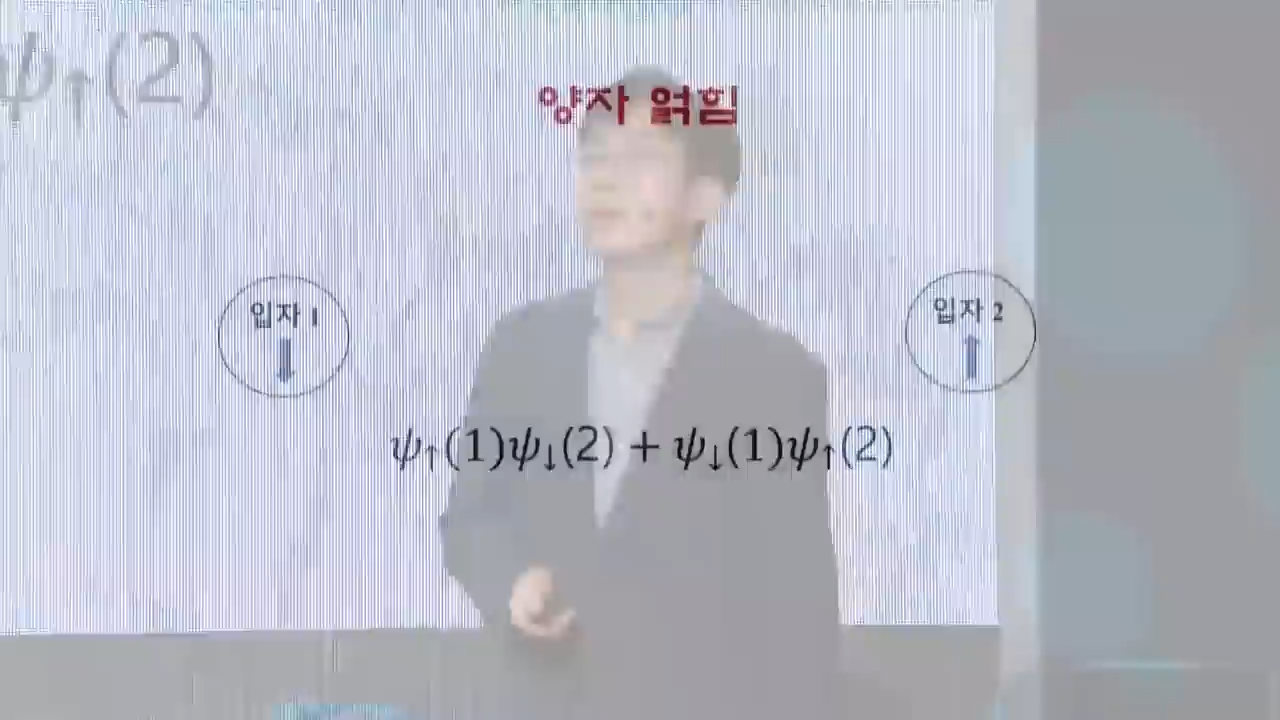 ψ↑(2)
양자 얽힘
입자 1
입자 2
ψ↑(1)ψ↓(2) + ψ↓(1)ψ↑(2)